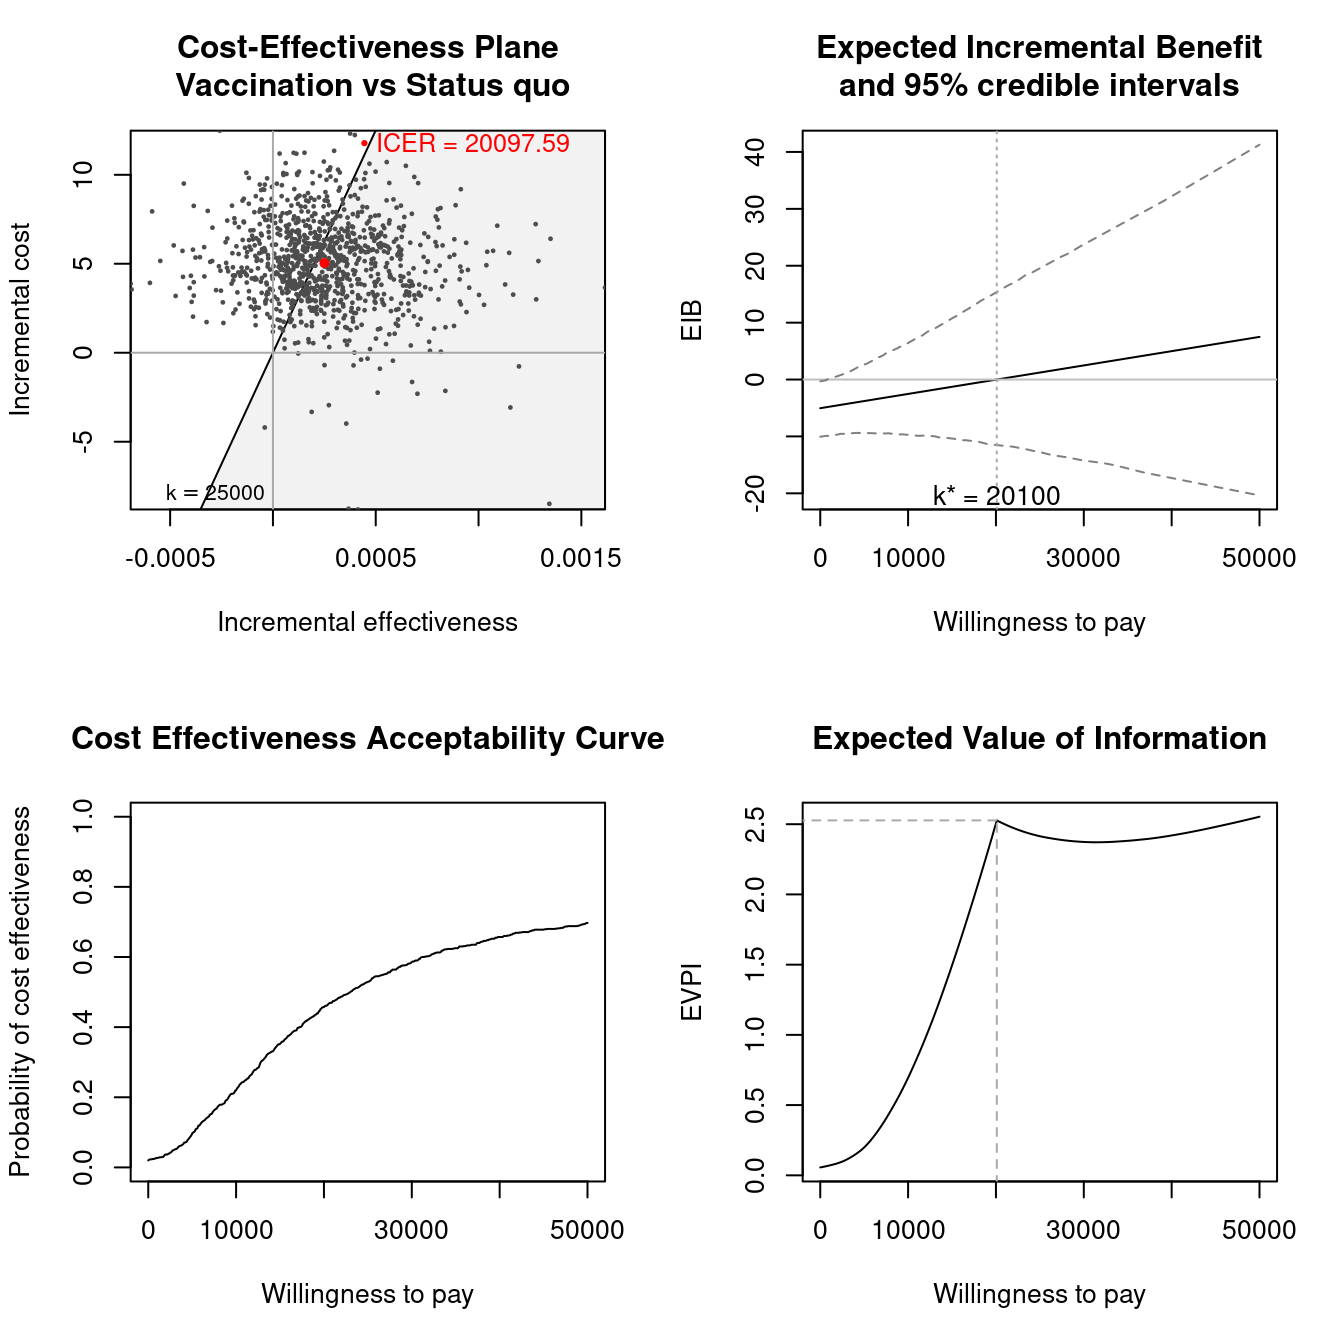 Cost-Effectiveness Plane
Vaccination vs Status quo
ICER = 20097.59
10
5
0
-5
Incremental cost
k = 25000
-0.0005
0.0005
0.0015
Incremental effectiveness
Expected Incremental Benefit
and 95% credible intervals
40
30
20
10
0
-20
EIB
k* = 20100
0
10000
30000
50000
Willingness to pay
Cost Effectiveness Acceptability Curve
1.0
0.8
0.6
0.4
0.2
0.0
Probability of cost effectiveness
0
10000
30000
50000
Willingness to pay
Expected Value of Information
2.5
2.0
1.5
1.0
0.5
0.0
EVPI
0
10000
30000
50000
Willingness to pay